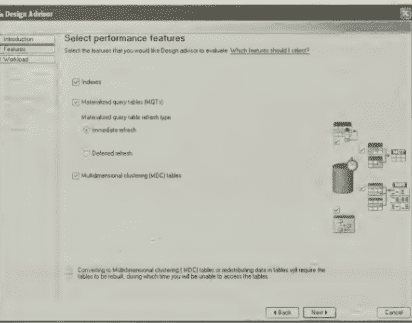 Design Advisor
Introduction
Features
Workload
Select performance features
Select the features that you would like Design advisor to evaluate. Which features should I select?
Indexes
Materialized query tables (MQTs)
Materialized query table refresh type
Immediate refresh
Deferred refresh
Multidimensional clustering (MDC) tables
Converting to Multidimensional clustering (MDC) tables or redistributing data in tables will require the
tables to be rebuilt, during which time you will be unable to access the tables.
Back
Next
Cancel